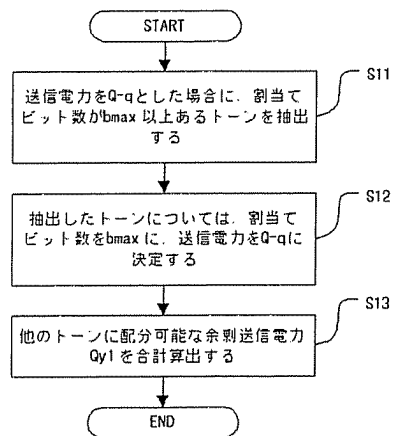 START
S11
送信電力をQ-qとした場合に、割当て
ビット数がbmax 以上あるトーンを抽出
する
S12
抽出したトーンについては、割当て
ビット数をbmaxに、送信電力をQ-qに
決定する
S13
他のトーンに配分可能な余剰送信電力
Qy1を合計算出する
END